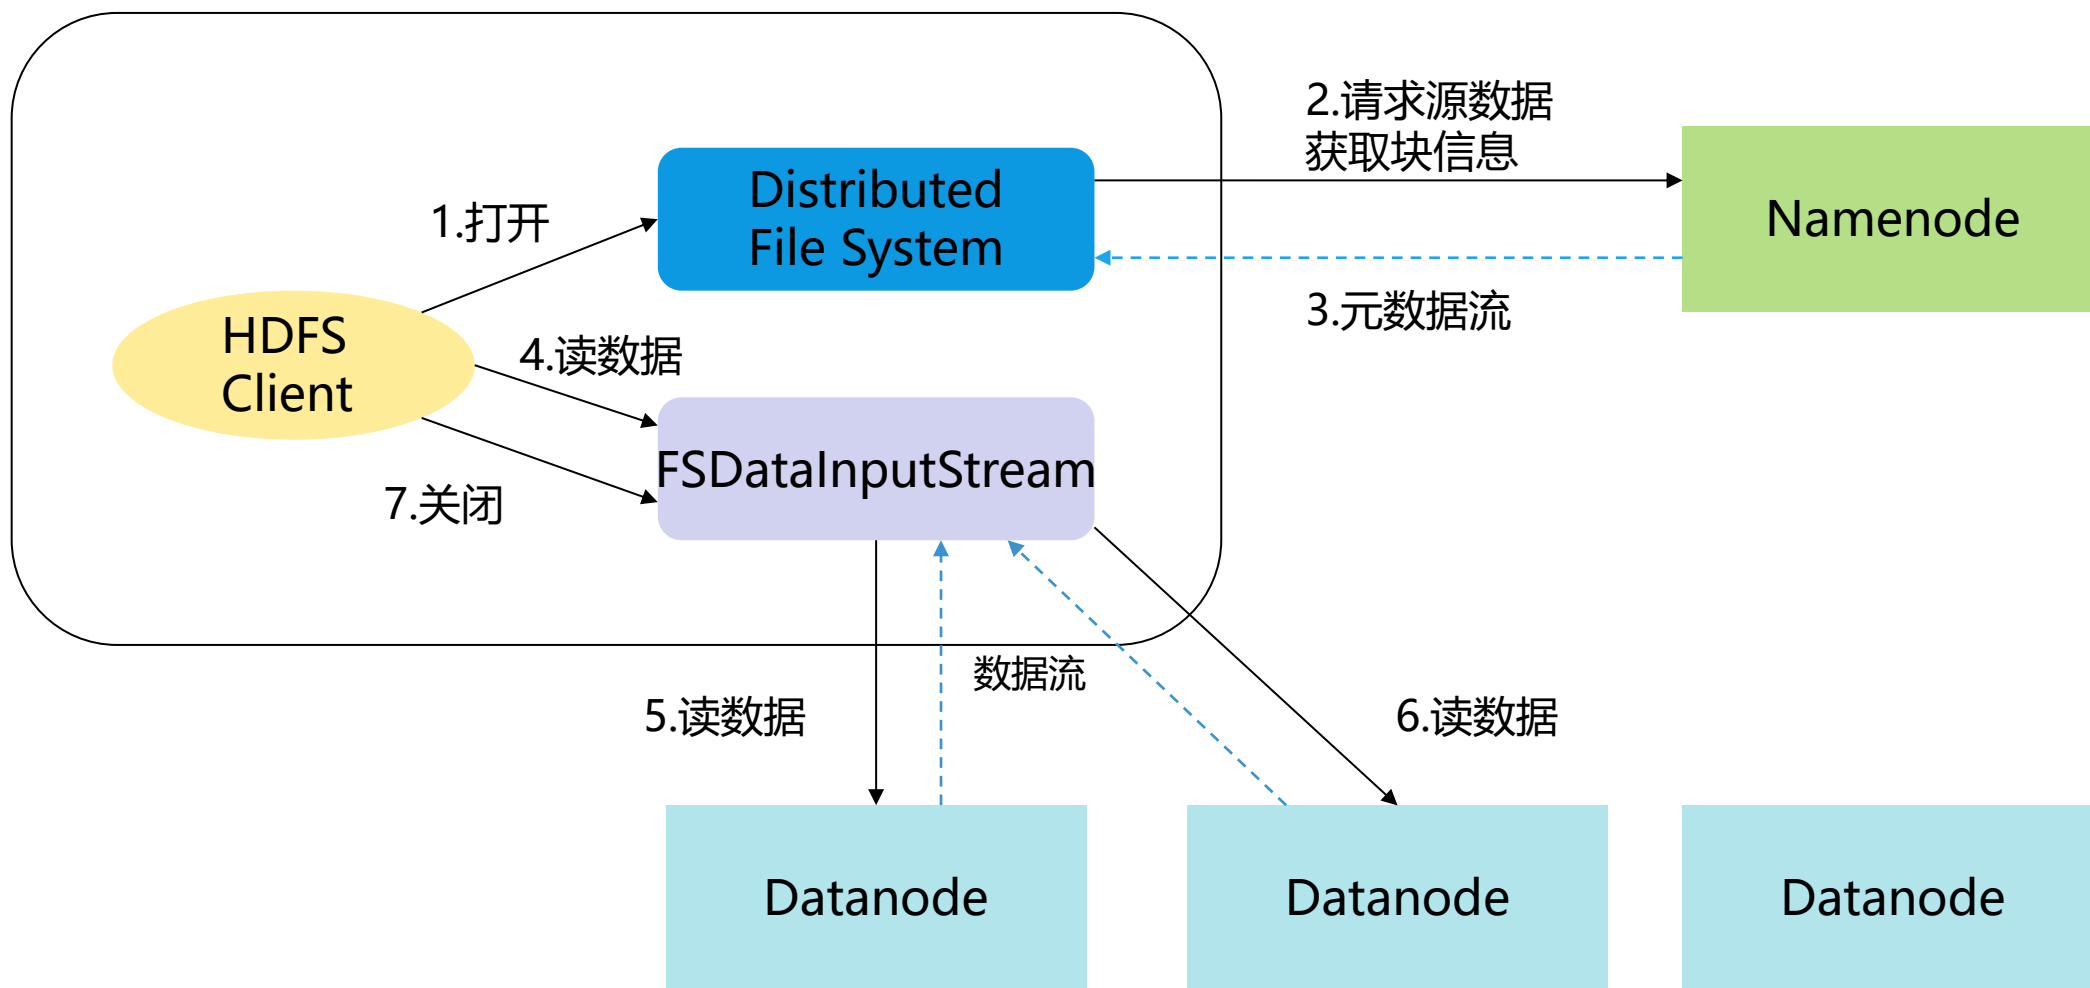 2.请求源数据
获取块信息
Distributed
File System
Namenode
1.打开
3.元数据流
HDFS
Client
4.读数据
FSDataInputStream
7.关闭
数据流
5.读数据
6.读数据
Datanode
Datanode
Datanode